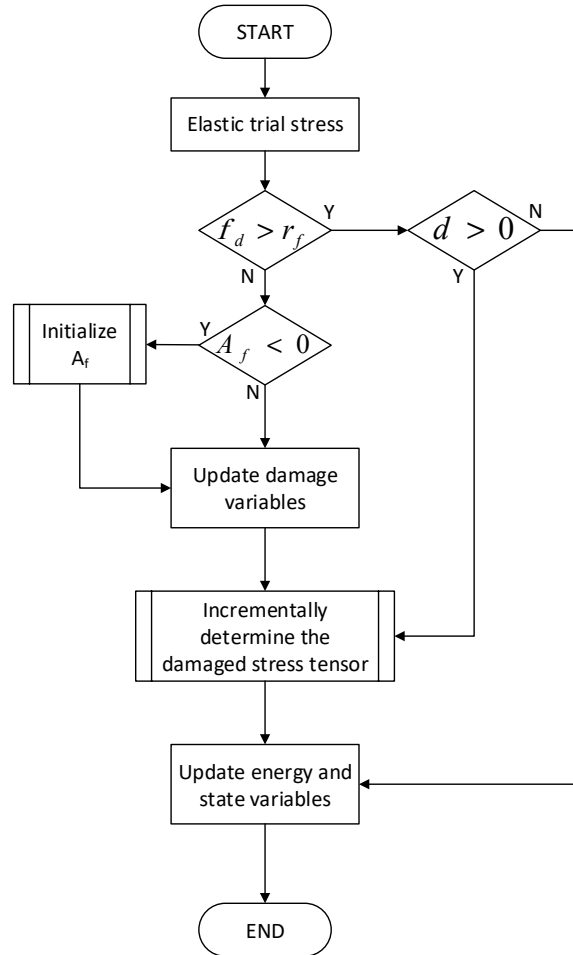 START
Elastic trial stress
f_d > r_f
Y
N
d > 0
N
Y
Initialize
A_f
Y
A_f < 0
N
Update damage
variables
Incrementally
determine the
damaged stress tensor
Update energy and
state variables
END